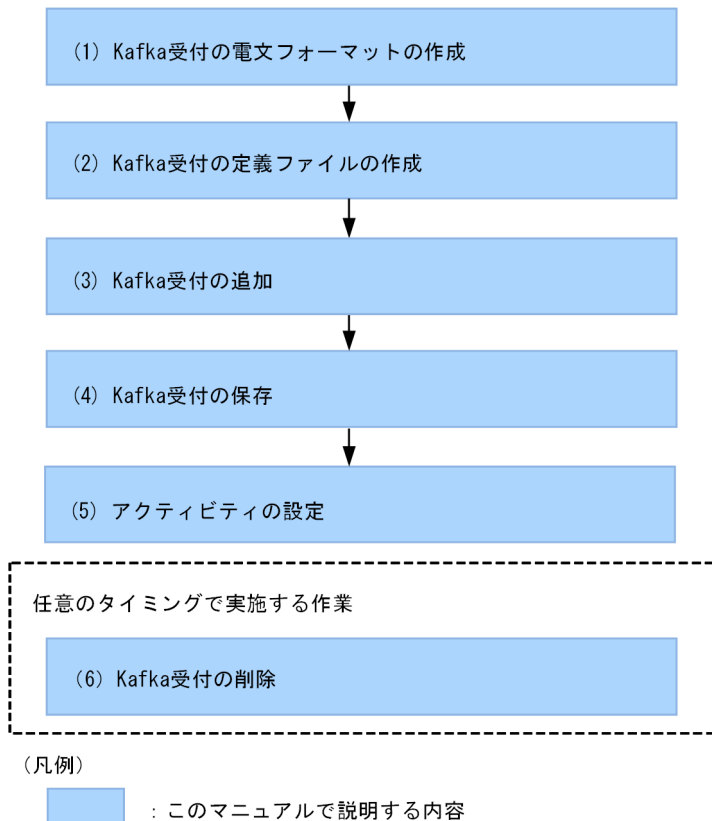 (1) Kafka受付の電文フォーマットの作成
(2) Kafka受付の定義ファイルの作成
(3) Kafka受付の追加
(4) Kafka受付の保存
(5) アクティビティの設定
任意のタイミングで実施する作業
(6) Kafka受付の削除
(凡例)
：このマニュアルで説明する内容